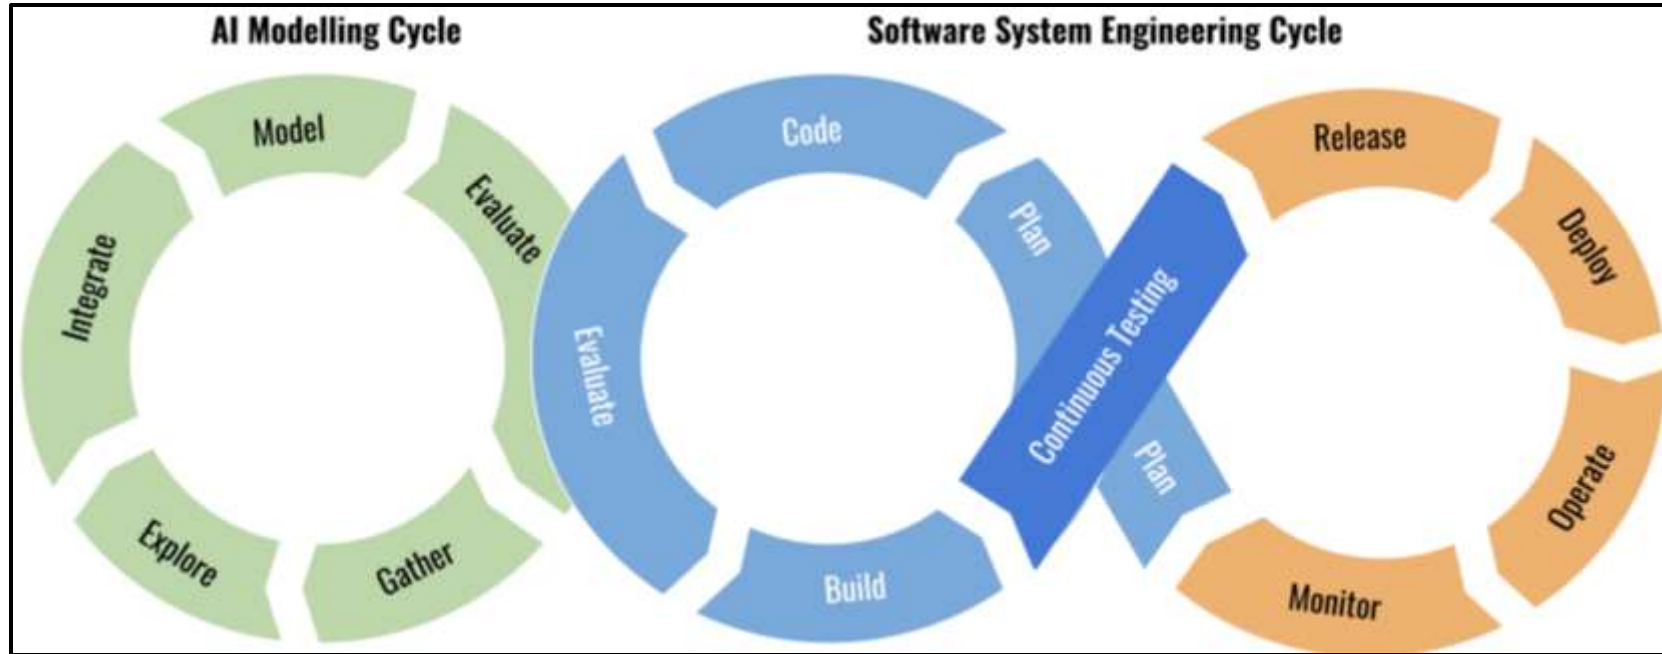 AI Modelling Cycle
Software System Engineering Cycle
Model
Evaluate
Integrate
Explore
Gather
Code
Plan
Evaluate
Build
Continuous Testing
Plan
Release
Deploy
Operate
Monitor